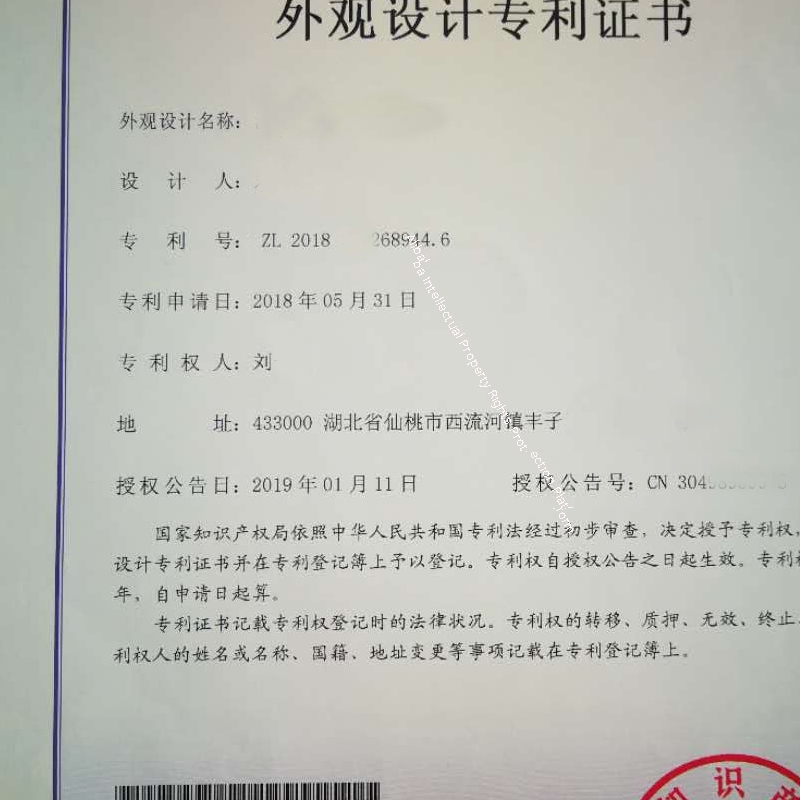 外观设计专利证书
外观设计名称：
设 计 人：
专 利 号： ZL 2018 268944.6
专利申请日：2018 年 05 月 31 日
专 利 权 人：刘
地 址：433000 湖北省仙桃市西流河镇丰子
授权公告日：2019 年 01 月 11 日 授权公告号：CN 304
国家知识产权局依照中华人民共和国专利法经过初步审查，决定授予专利权，
设计专利证书并在专利登记簿上予以登记。专利权自授权公告之日起生效。专利
年，自申请日起算。
专利证书记载专利权登记时的法律状况。专利权的转移、质押、无效、终止、
利权人的姓名或名称、国籍、地址变更等事项记载在专利登记簿上。
Alibaba Intellectual Property Rights Protection Platform
知 识